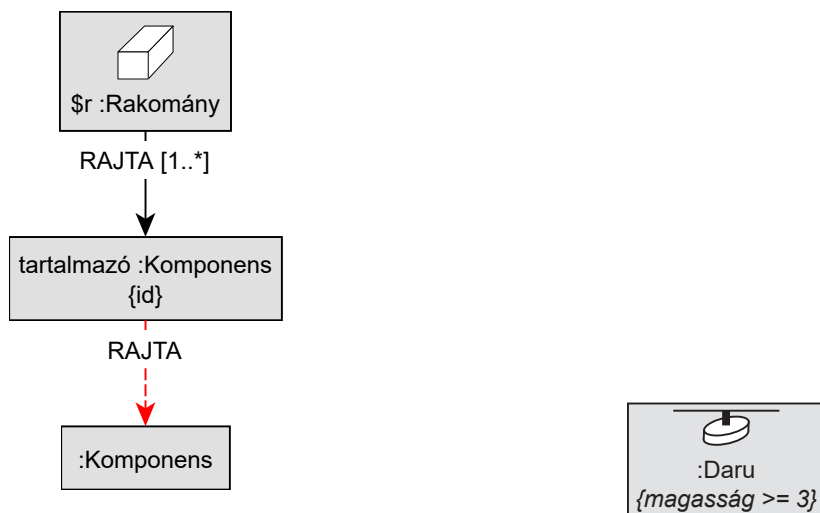 $r :Rakomány
RAJTA [1..*]
tartalmazó :Komponens
{id}
RAJTA
:Komponens
:Daru
{magasság >= 3}